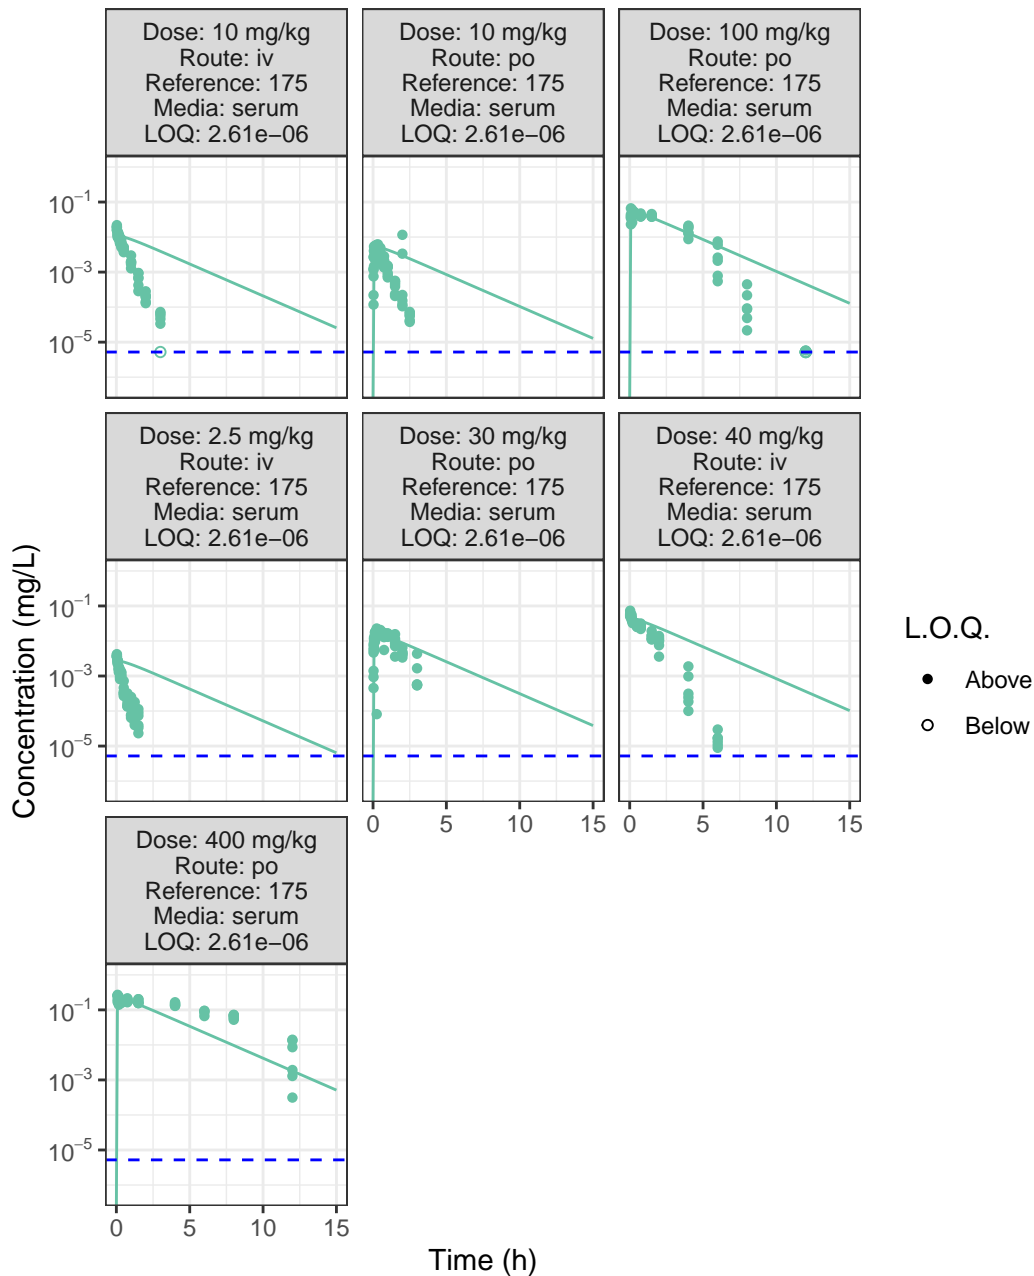 Dose: 10 mg/kg
Route: iv
Reference: 175
Media: serum
LOQ: 2.61e−06
Dose: 10 mg/kg
Route: po
Reference: 175
Media: serum
LOQ: 2.61e−06
Dose: 100 mg/kg
Route: po
Reference: 175
Media: serum
LOQ: 2.61e−06
10⁻¹
10⁻³
10⁻⁵
Dose: 2.5 mg/kg
Route: iv
Reference: 175
Media: serum
LOQ: 2.61e−06
Dose: 30 mg/kg
Route: po
Reference: 175
Media: serum
LOQ: 2.61e−06
Dose: 40 mg/kg
Route: iv
Reference: 175
Media: serum
LOQ: 2.61e−06
10⁻¹
10⁻³
10⁻⁵
0 5 10 15
0 5 10 15
Dose: 400 mg/kg
Route: po
Reference: 175
Media: serum
LOQ: 2.61e−06
10⁻¹
10⁻³
10⁻⁵
0 5 10 15
Time (h)
Concentration (mg/L)
L.O.Q.
Above
Below